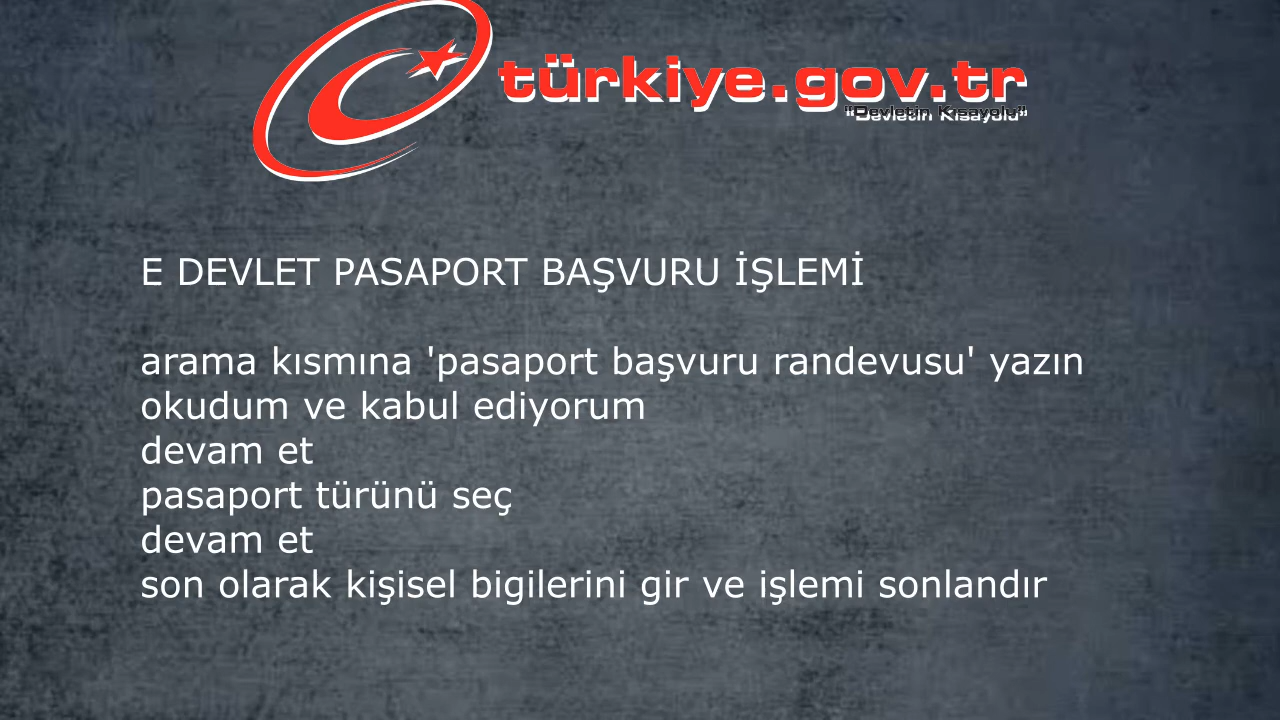 türkiye.gov.tr
"Devletin Kısayolu"
E DEVLET PASAPORT BAŞVURU İŞLEMİ
arama kısmına 'pasaport başvuru randevusu' yazın
okudum ve kabul ediyorum
devam et
pasaport türünü seç
devam et
son olarak kişisel bigilerini gir ve işlemi sonlandır